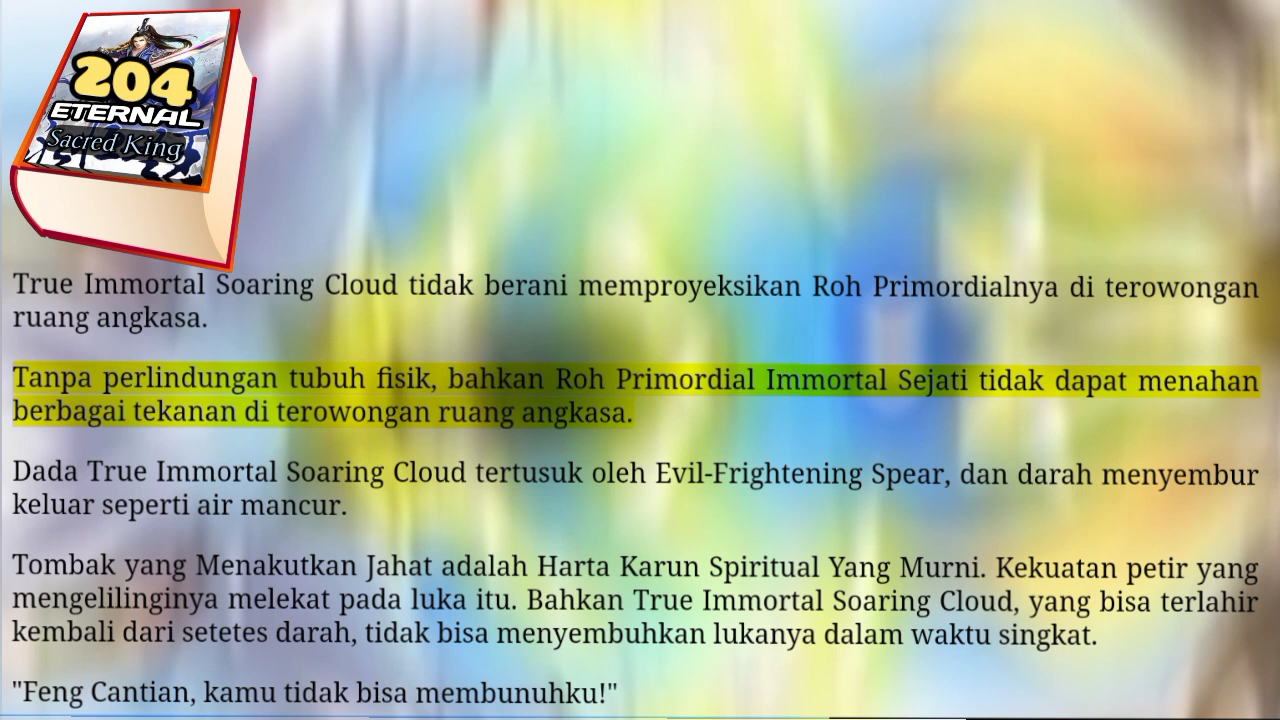 204
ETERNAL
Sacred King
True Immortal Soaring Cloud tidak berani memproyeksikan Roh Primordialnya di terowongan
ruang angkasa.
Tanpa perlindungan tubuh fisik, bahkan Roh Primordial Immortal Sejati tidak dapat menahan
berbagai tekanan di terowongan ruang angkasa.
Dada True Immortal Soaring Cloud tertusuk oleh Evil-Frightening Spear, dan darah menyembur
keluar seperti air mancur.
Tombak yang Menakutkan Jahat adalah Harta Karun Spiritual Yang Murni. Kekuatan petir yang
mengelilinginya melekat pada luka itu. Bahkan True Immortal Soaring Cloud, yang bisa terlahir
kembali dari setetes darah, tidak bisa menyembuhkan lukanya dalam waktu singkat.
"Feng Cantian, kamu tidak bisa membunuhku!"